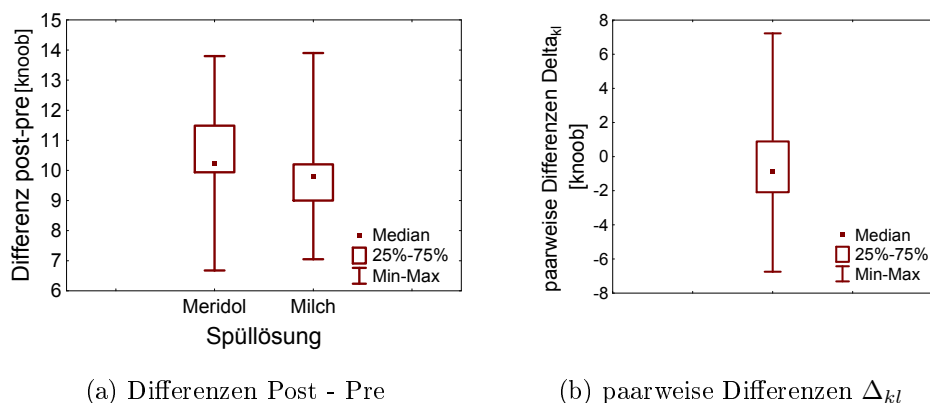 15
14
13
12
11
10
9
8
7
6
Differenz post-pre [knoob]
Median
25%-75%
Min-Max
Meridol Milch
Spüllösung
(a) Differenzen Post - Pre
8
6
4
2
0
-2
-4
-6
-8
paarweise Differenzen Delta_kl
[knoob]
Median
25%-75%
Min-Max
(b) paarweise Differenzen Δ_kl